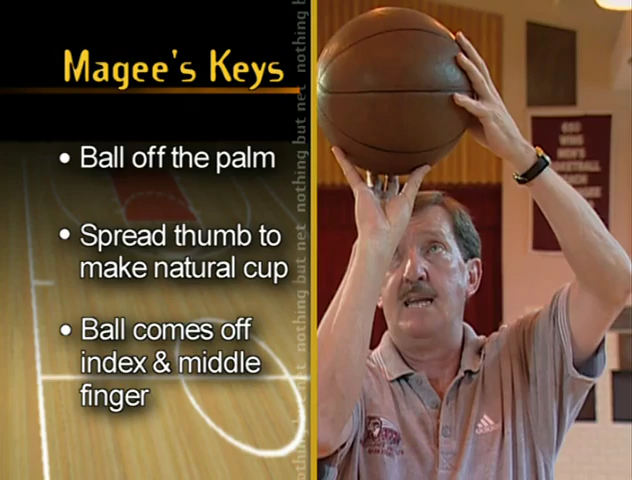 Magee's Keys
• Ball off the palm
• Spread thumb to
make natural cup
• Ball comes off
index & middle
finger
nothing but net nothing but net nothing but net nothing b
adidas